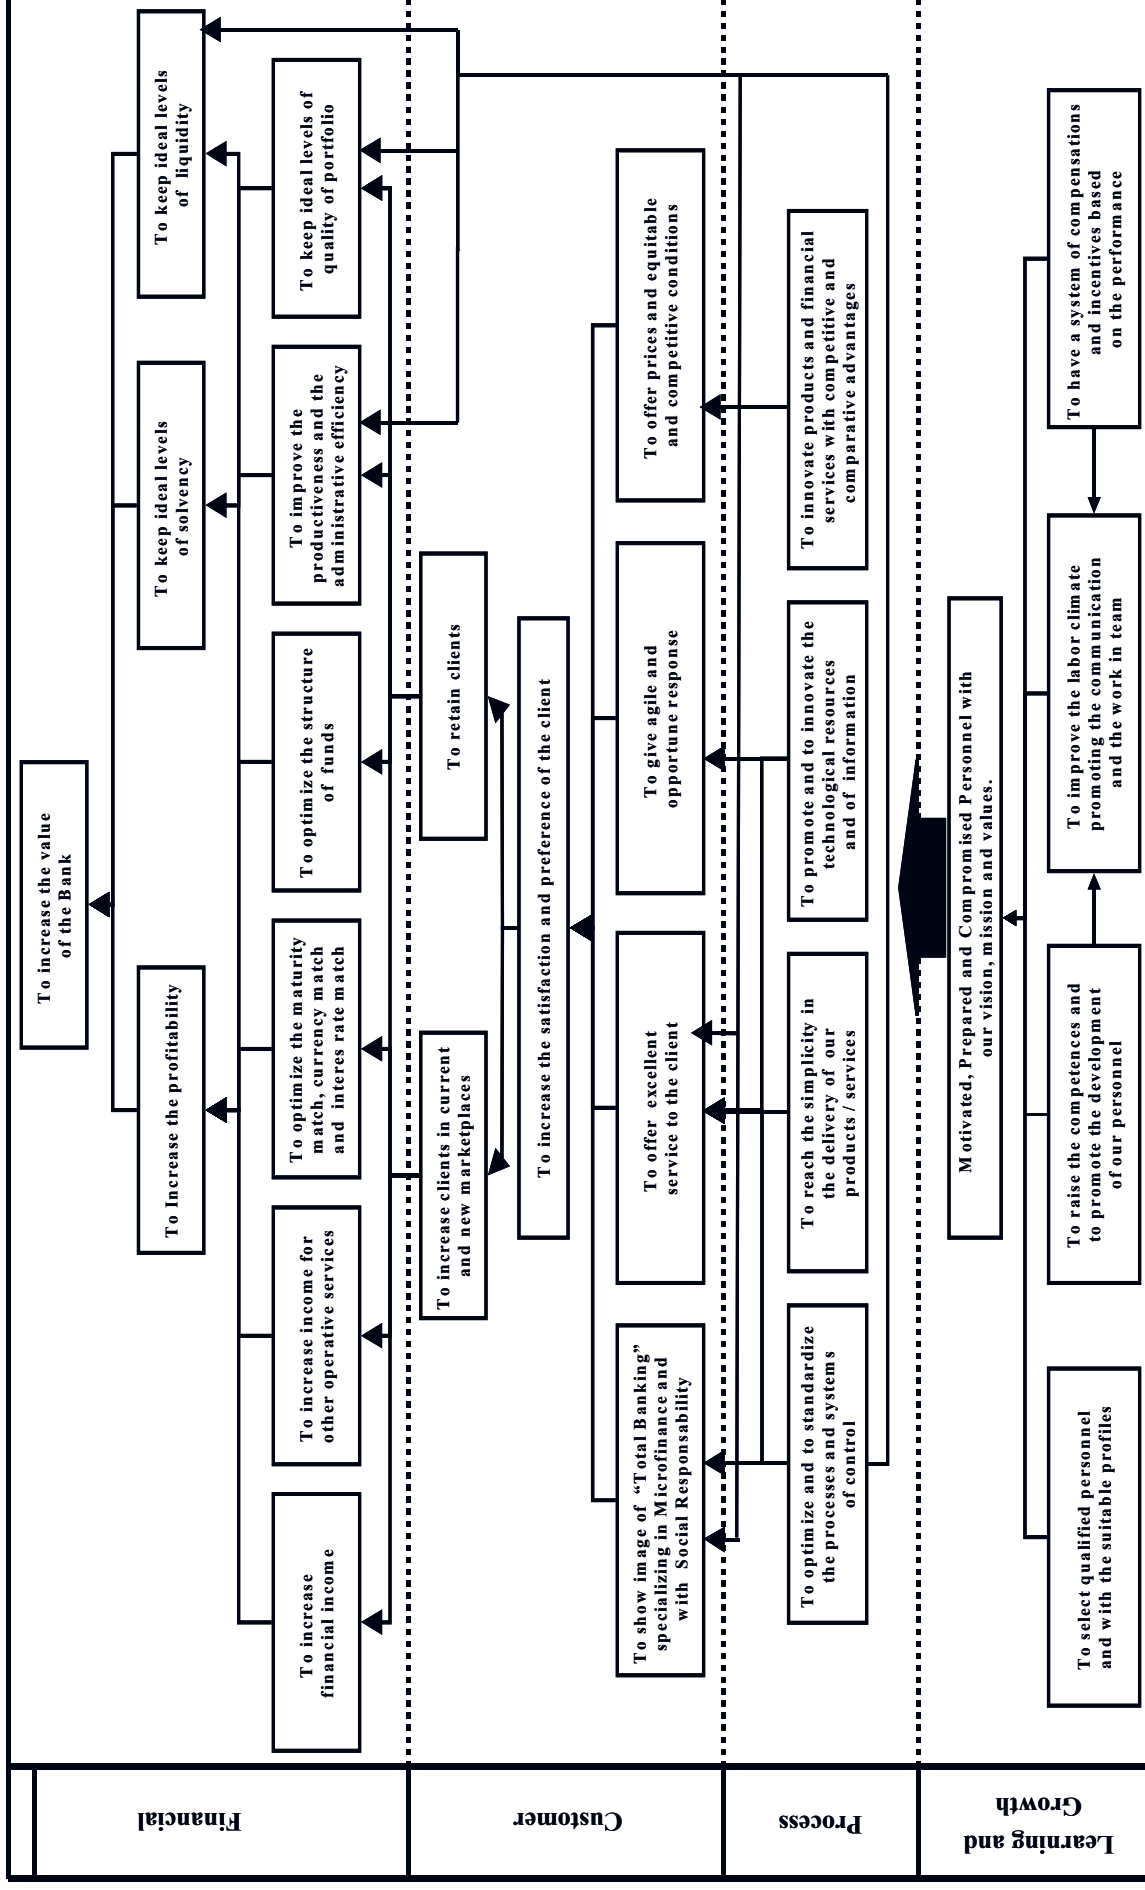 Financial
To increase the value
of the Bank
To Increase the profitability
To keep ideal levels
of solvency
To keep ideal levels
of liquidity
To increase
financial income
To increase income for
other operative services
To optimize the maturity
match, currency match
and interes rate match
To optimize the structure
of funds
To improve the
productiveness and the
administrative efficiency
To keep ideal levels of
quality of portfolio
Customer
To increase clients in current
and new marketplaces
To retain clients
To increase the satisfaction and preference of the client
To show image of “Total Banking”
specializing in Microfinance and
with Social Responsability
To offer excellent
service to the client
To give agile and
opportune response
To offer prices and equitable
and competitive conditions
Process
To optimize and to standardize
the processes and systems
of control
To reach the simplicity in
the delivery of our
products / services
To promote and to innovate the
technological resources
and of information
To innovate products and financial
services with competitive and
comparative advantages
Learning and
Growth
Motivated, Prepared and Compromised Personnel with
our vision, mission and values.
To select qualified personnel
and with the suitable profiles
To raise the competences and
to promote the development
of our personnel
To improve the labor climate
promoting the communication
and the work in team
To have a system of compensations
and incentives based
on the performance